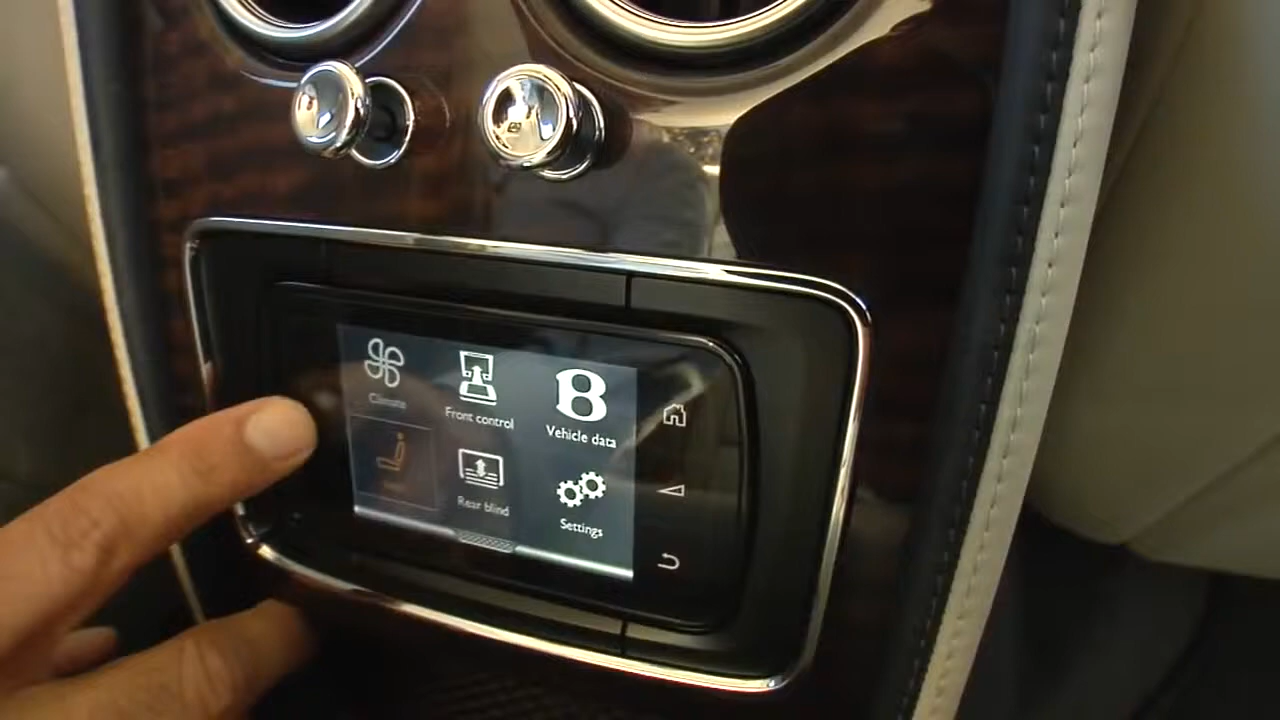 Climate
Front control
B
Vehicle data
Rear blind
Settings